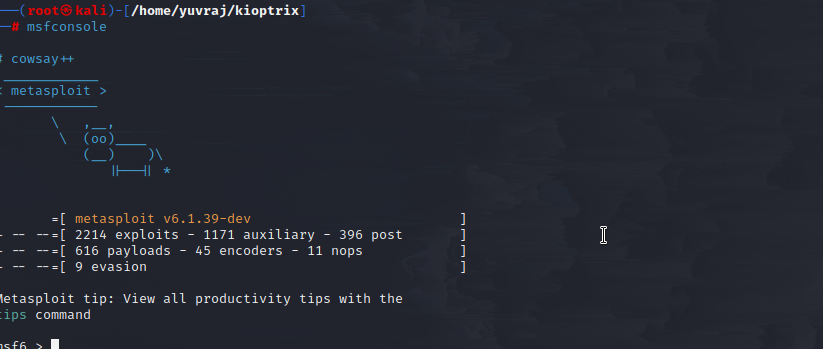 ──(root㉿kali)-[/home/yuvraj/kioptrix]
─# msfconsole
# cowsay++
____________
< metasploit >
------------
\   ,__,
\  (oo)____
(__)    )\
||--|| *
=[ metasploit v6.1.39-dev                          ]
+ -- --=[ 2214 exploits - 1171 auxiliary - 396 post       ]
+ -- --=[ 616 payloads - 45 encoders - 11 nops            ]
+ -- --=[ 9 evasion                                       ]
Metasploit tip: View all productivity tips with the
tips command
msf6 >